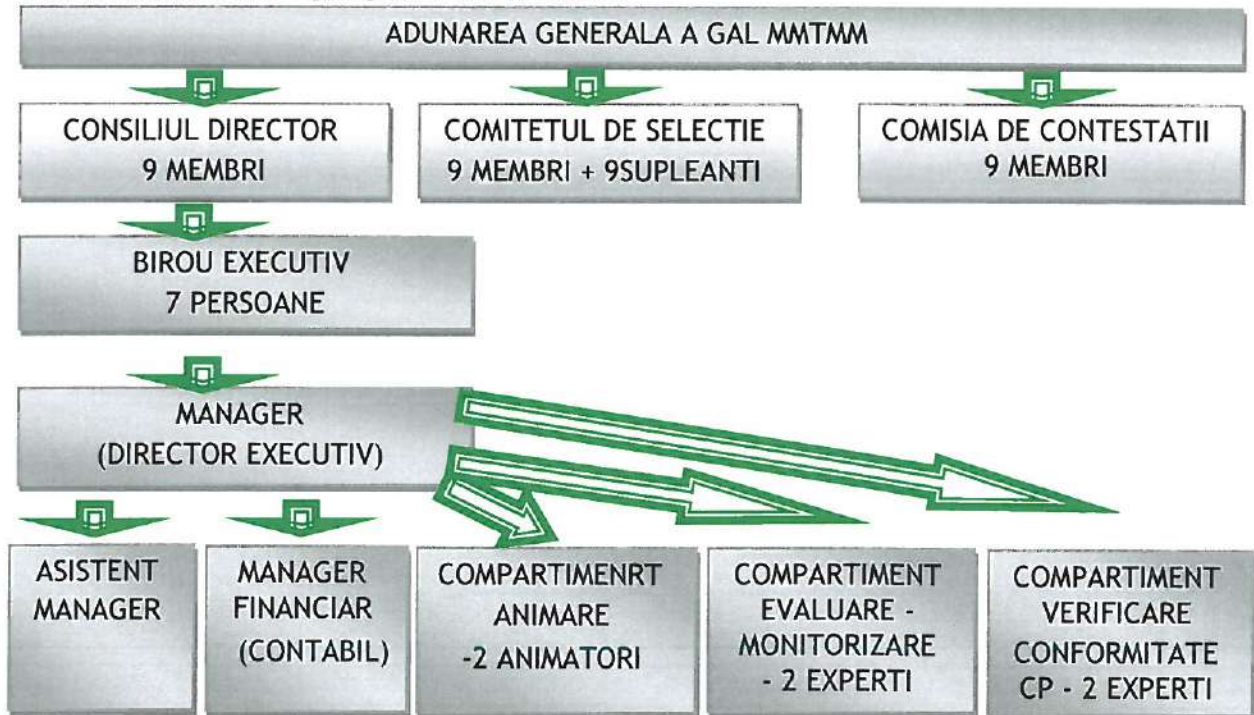 ADUNAREA GENERALA A GAL MMTMM
CONSILIUL DIRECTOR
9 MEMBRI
COMITETUL DE SELECTIE
9 MEMBRI + 9SUPLEANTI
COMISIA DE CONTESTATII
9 MEMBRI
BIROU EXECUTIV
7 PERSOANE
MANAGER
(DIRECTOR EXECUTIV)
ASISTENT
MANAGER
MANAGER
FINANCIAR
(CONTABIL)
COMPARTIMENRT
ANIMARE
-2 ANIMATORI
COMPARTIMENT
EVALUARE -
MONITORIZARE
- 2 EXPERTI
COMPARTIMENT
VERIFICARE
CONFORMITATE
CP - 2 EXPERTI